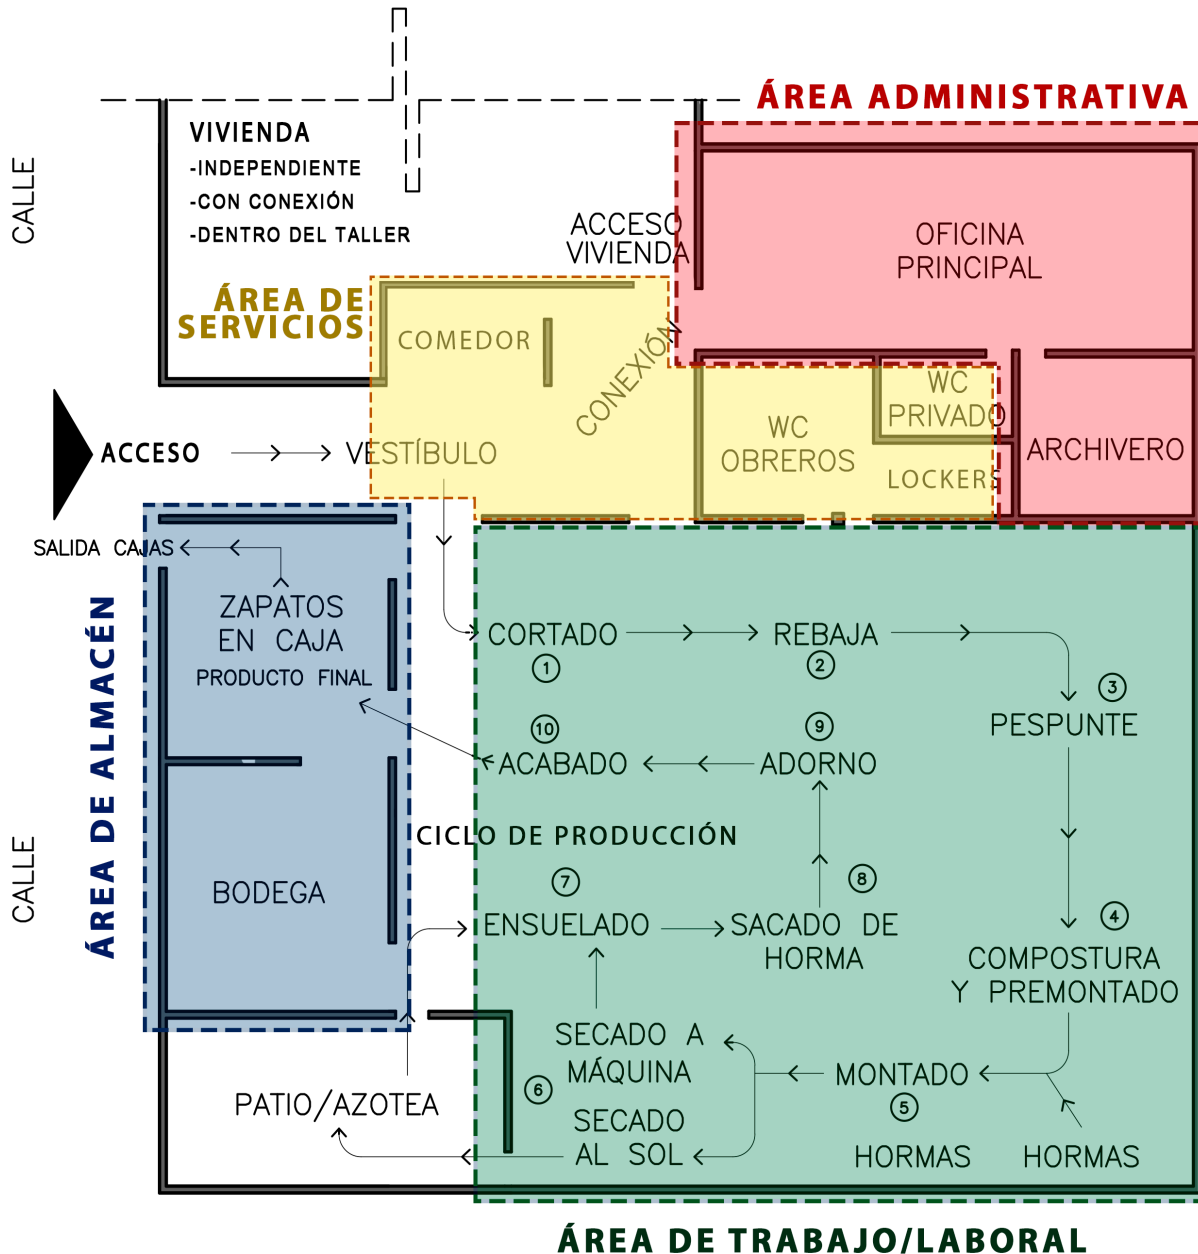 ÁREA ADMINISTRATIVA
VIVIENDA
-INDEPENDIENTE
-CON CONEXIÓN
-DENTRO DEL TALLER
CALLE
ACCESO
VIVIENDA
OFICINA
PRINCIPAL
ÁREA DE
SERVICIOS
COMEDOR
CONEXIÓN
WC
PRIVADO
WC
OBREROS
LOCKERS
ARCHIVERO
ACCESO
VESTÍBULO
SALIDA CAJAS
ZAPATOS
EN CAJA
PRODUCTO FINAL
ÁREA DE ALMACÉN
CORTADO
1
REBAJA
2
3
PESPUNTE
10
ACABADO
9
ADORNO
CICLO DE PRODUCCIÓN
CALLE
BODEGA
7
ENSUELADO
8
SACADO DE
HORMA
4
COMPOSTURA
Y PREMONTADO
SECADO A
MÁQUINA
6
SECADO
AL SOL
MONTADO
5
PATIO/AZOTEA
HORMAS
HORMAS
ÁREA DE TRABAJO/LABORAL